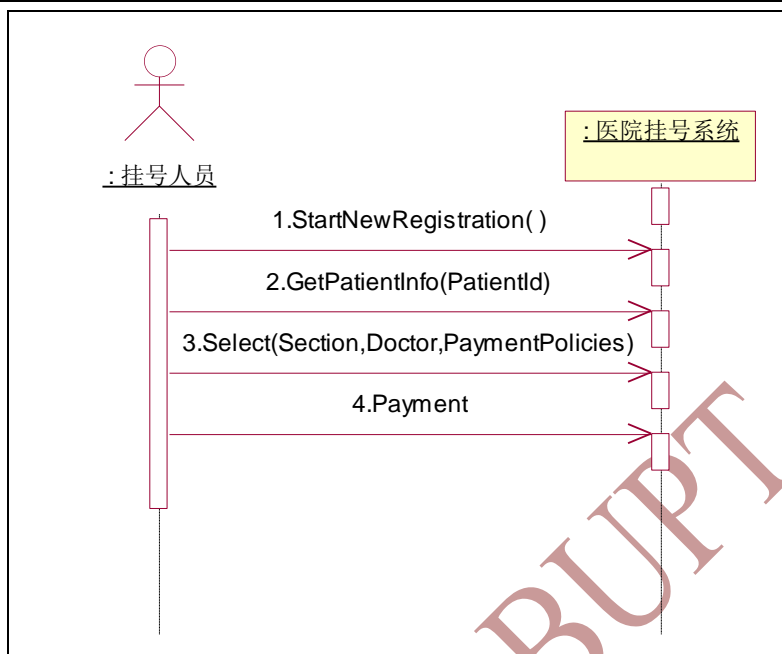 : 挂号人员
: 医院挂号系统
1.StartNewRegistration( )
2.GetPatientInfo(PatientId)
3.Select(Section,Doctor,PaymentPolicies)
4.Payment
BUPT